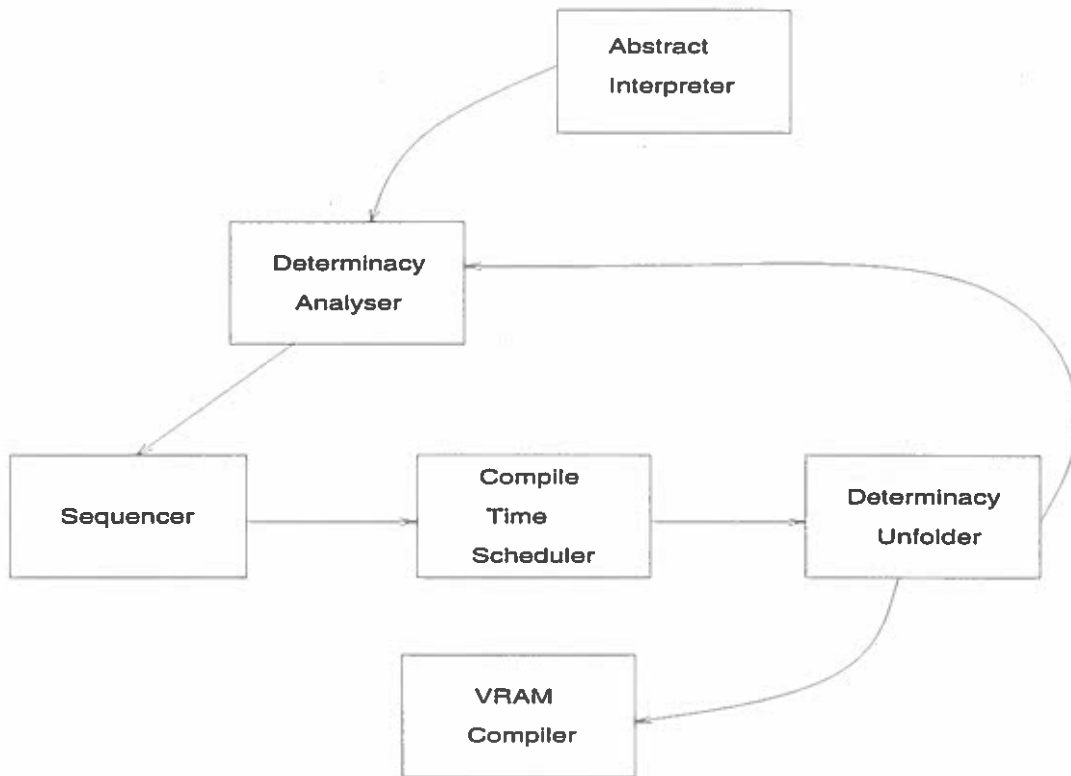 Abstract
Interpreter
Determinacy
Analyser
Sequencer
Compile
Time
Scheduler
Determinacy
Unfolder
VRAM
Compiler